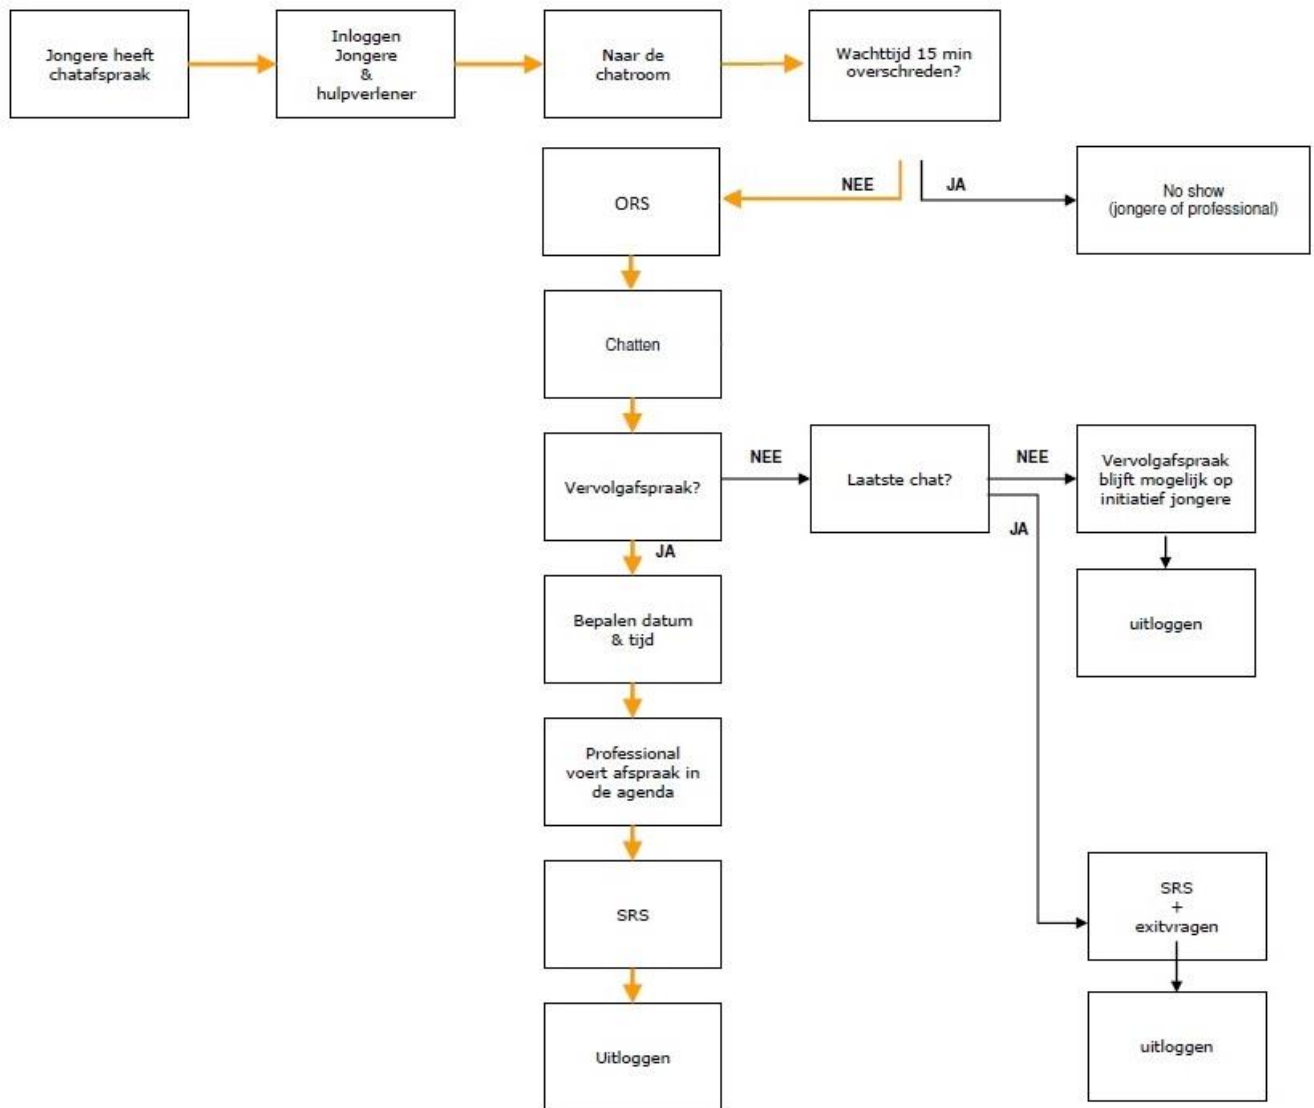 Jongere heeft
chatafspraak
Inloggen
Jongere
&
hulpverlener
Naar de
chatroom
Wachttijd 15 min
overschreden?
NEE
JA
ORS
No show
(jongere of professional)
Chatten
Vervolgafspraak?
NEE
Laatste chat?
NEE
Vervolgafspraak
blijft mogelijk op
initiatief jongere
JA
JA
Bepalen datum
& tijd
uitloggen
Professional
voert afspraak in
de agenda
SRS
SRS
+
exitvragen
Uitloggen
uitloggen